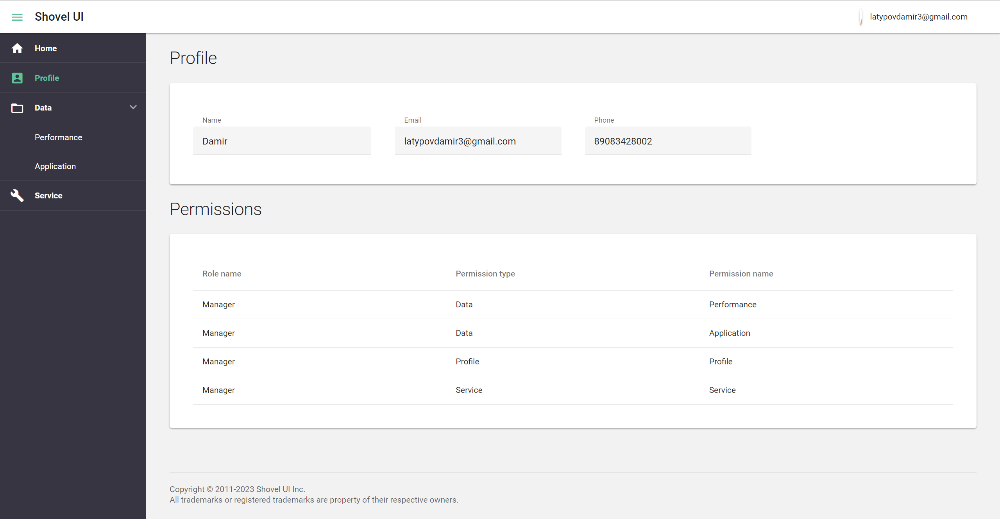 Shovel UI
latypovdamir3@gmail.com
Home
Profile
Data
Performance
Application
Service
Profile
Name Email Phone
Damir latypovdamir3@gmail.com 89083428002
Permissions
Role name Permission type Permission name
Manager Data Performance
Manager Data Application
Manager Profile Profile
Manager Service Service
Copyright © 2011-2023 Shovel UI Inc.
All trademarks or registered trademarks are property of their respective owners.